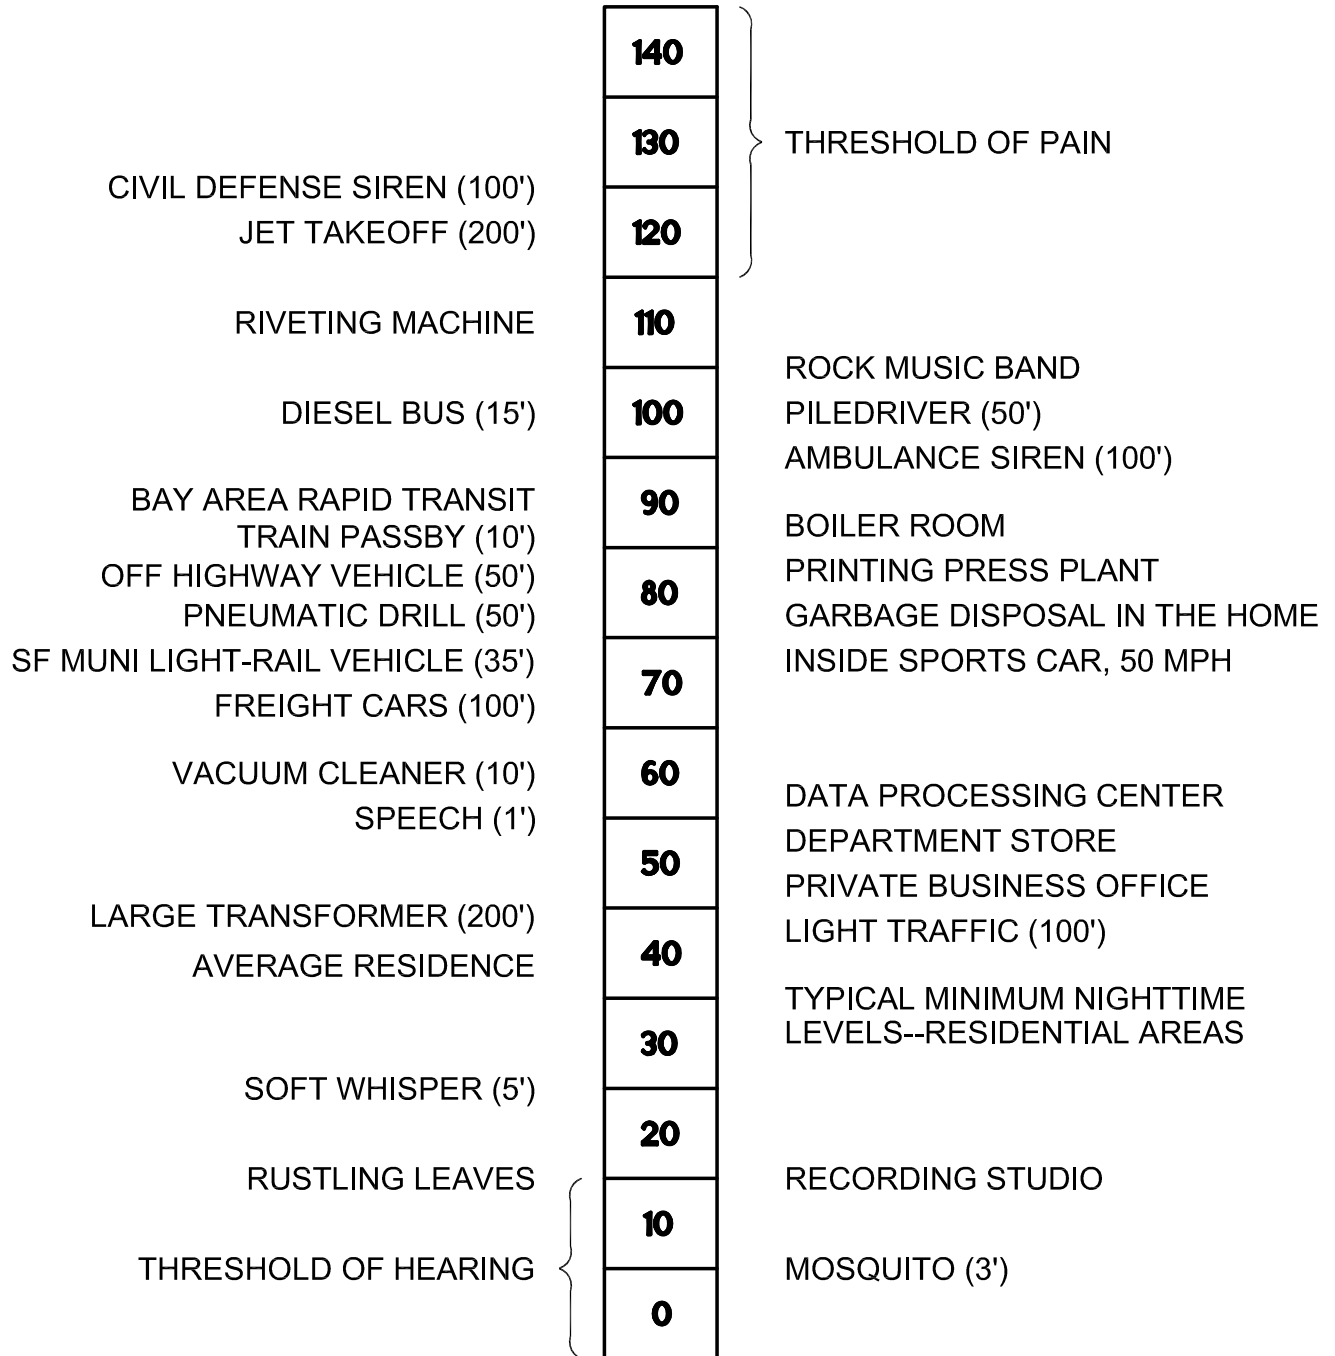 140
130
THRESHOLD OF PAIN
CIVIL DEFENSE SIREN (100')
JET TAKEOFF (200')
120
RIVETING MACHINE
110
ROCK MUSIC BAND
DIESEL BUS (15')
100
PILEDRIVER (50')
AMBULANCE SIREN (100')
BAY AREA RAPID TRANSIT
TRAIN PASSBY (10')
90
BOILER ROOM
OFF HIGHWAY VEHICLE (50')
PNEUMATIC DRILL (50')
80
PRINTING PRESS PLANT
GARBAGE DISPOSAL IN THE HOME
SF MUNI LIGHT-RAIL VEHICLE (35')
INSIDE SPORTS CAR, 50 MPH
FREIGHT CARS (100')
70
VACUUM CLEANER (10')
60
DATA PROCESSING CENTER
SPEECH (1')
DEPARTMENT STORE
50
PRIVATE BUSINESS OFFICE
LARGE TRANSFORMER (200')
LIGHT TRAFFIC (100')
AVERAGE RESIDENCE
40
TYPICAL MINIMUM NIGHTTIME
LEVELS--RESIDENTIAL AREAS
30
SOFT WHISPER (5')
20
RUSTLING LEAVES
RECORDING STUDIO
10
THRESHOLD OF HEARING
MOSQUITO (3')
0